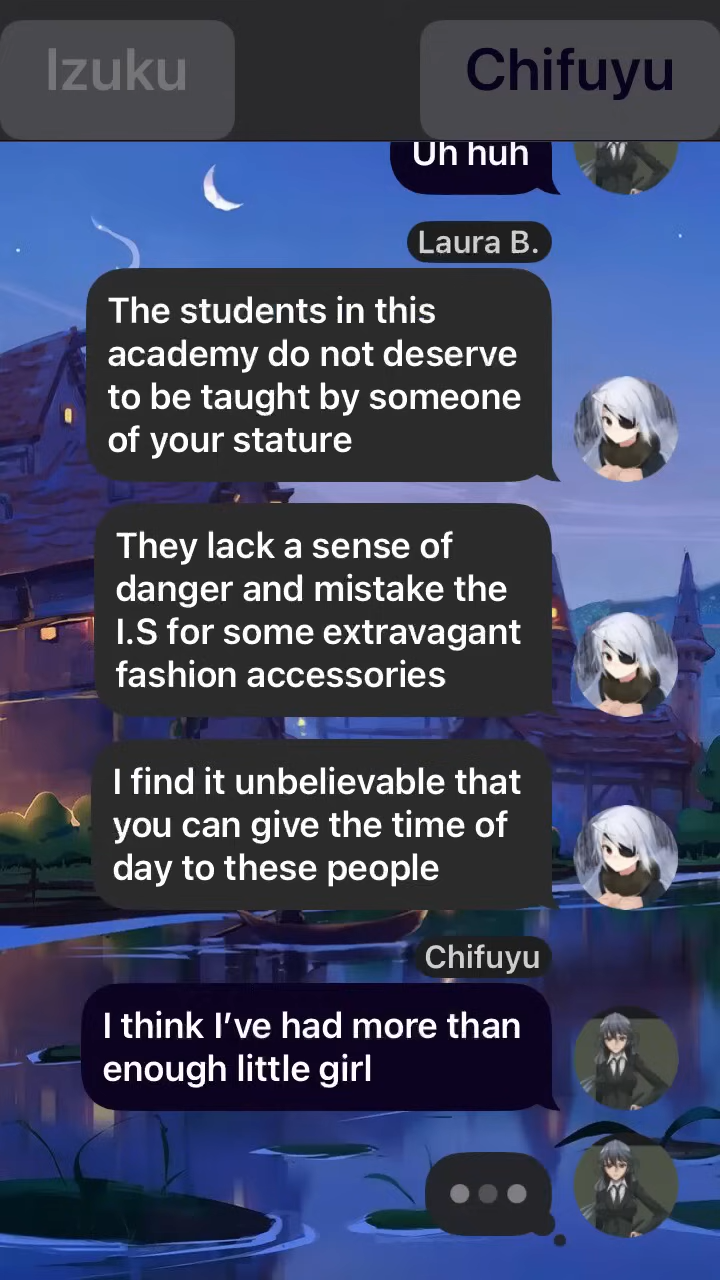 Izuku
Chifuyu
Uh huh
Laura B.
The students in this
academy do not deserve
to be taught by someone
of your stature
They lack a sense of
danger and mistake the
I.S for some extravagant
fashion accessories
I find it unbelievable that
you can give the time of
day to these people
Chifuyu
I think I’ve had more than
enough little girl